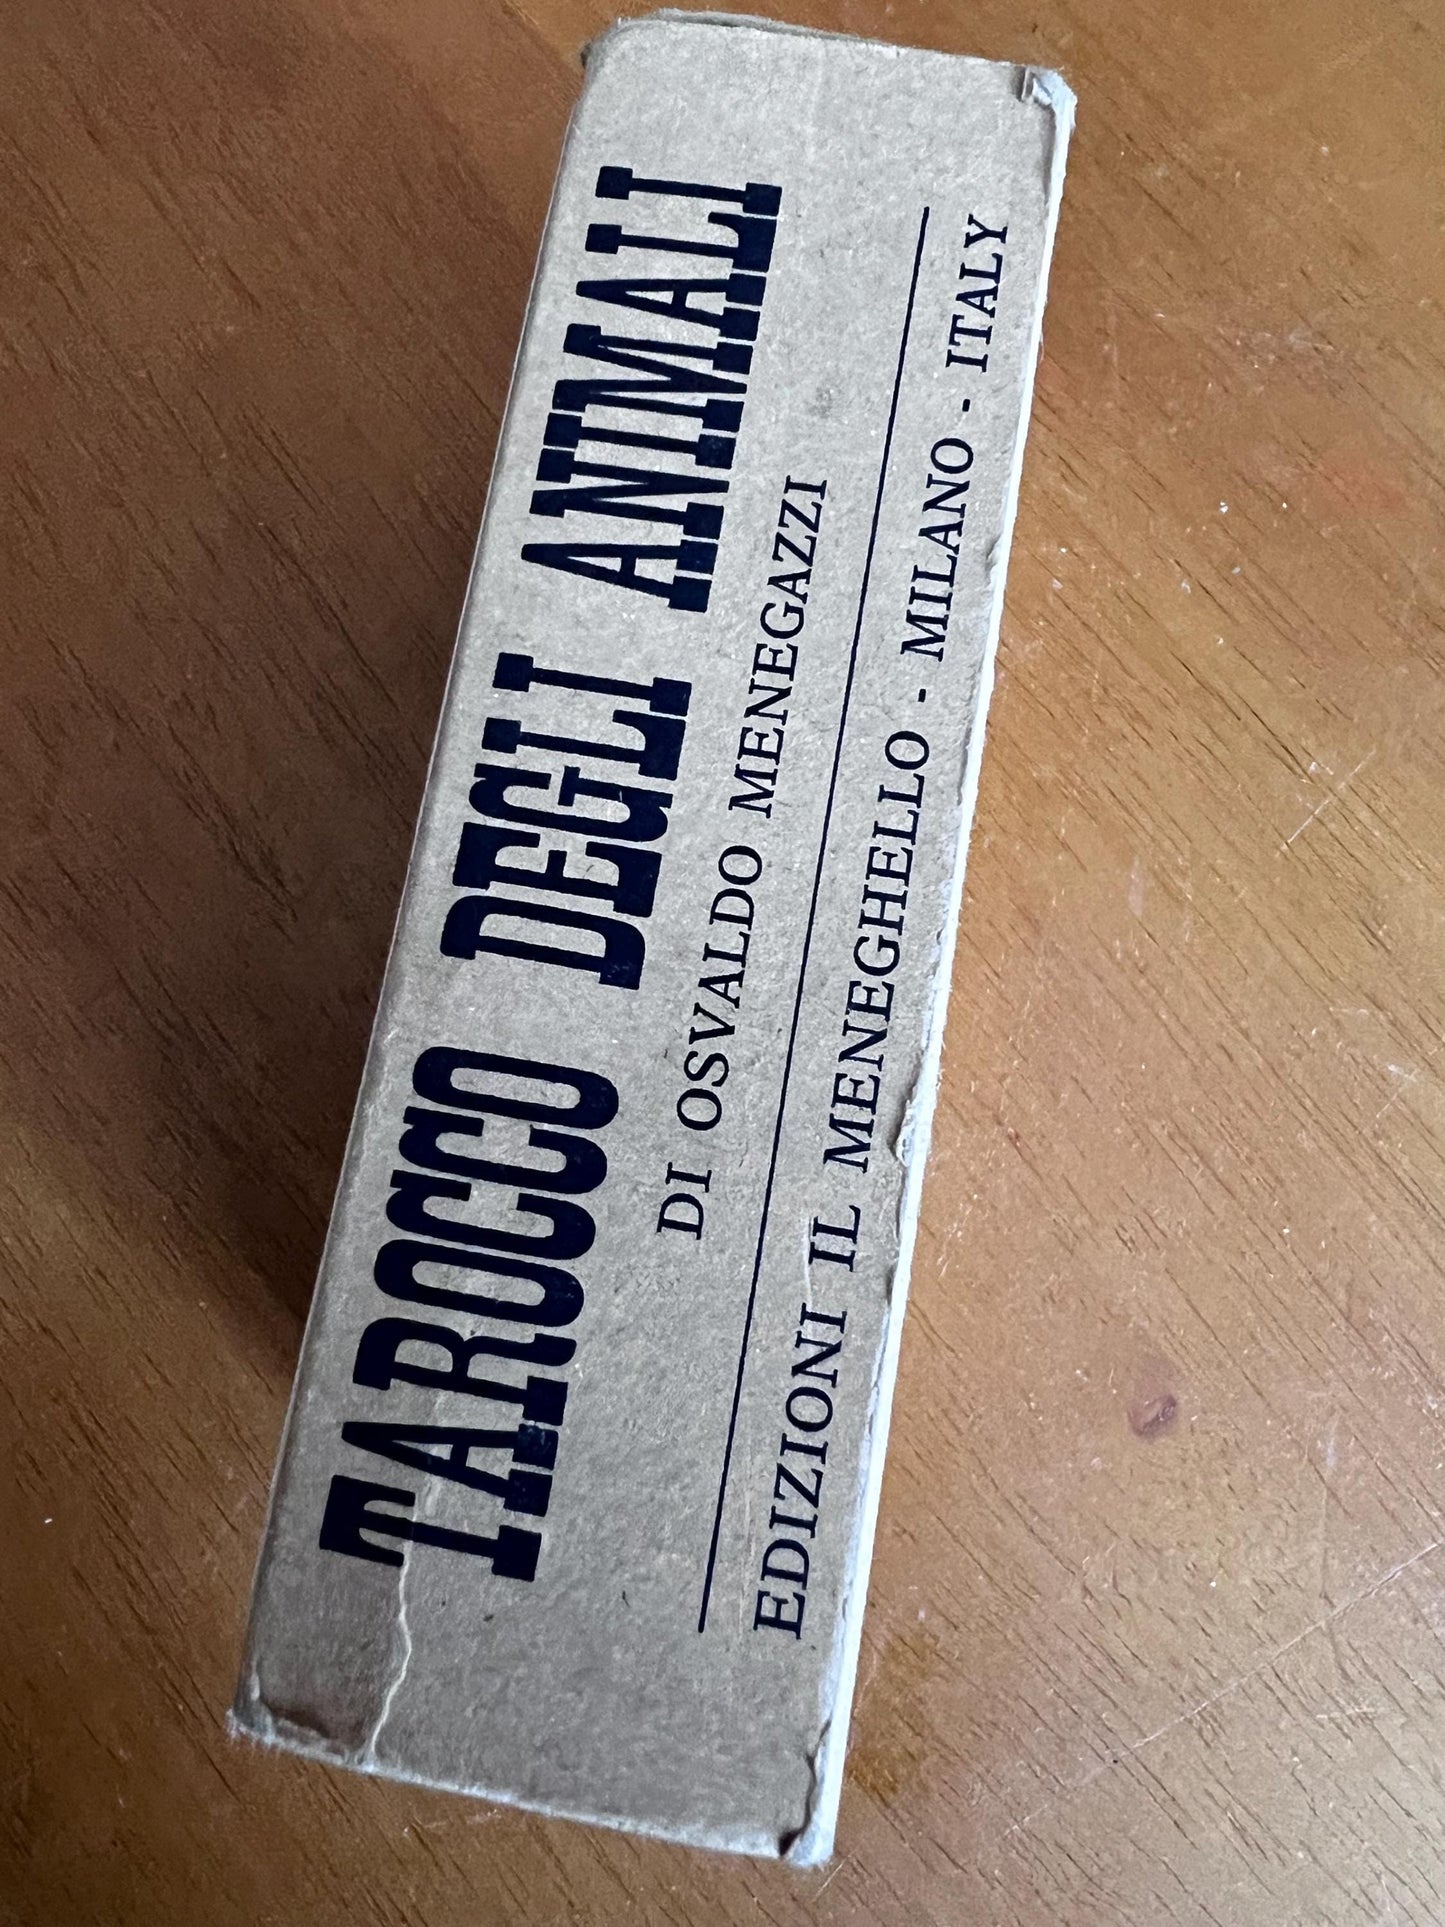 TAROCCO DEGLI ANIMALI
DI OSVALDO MENEGAZZI
EDIZIONI IL MENEGHELLO - MILANO - ITALY